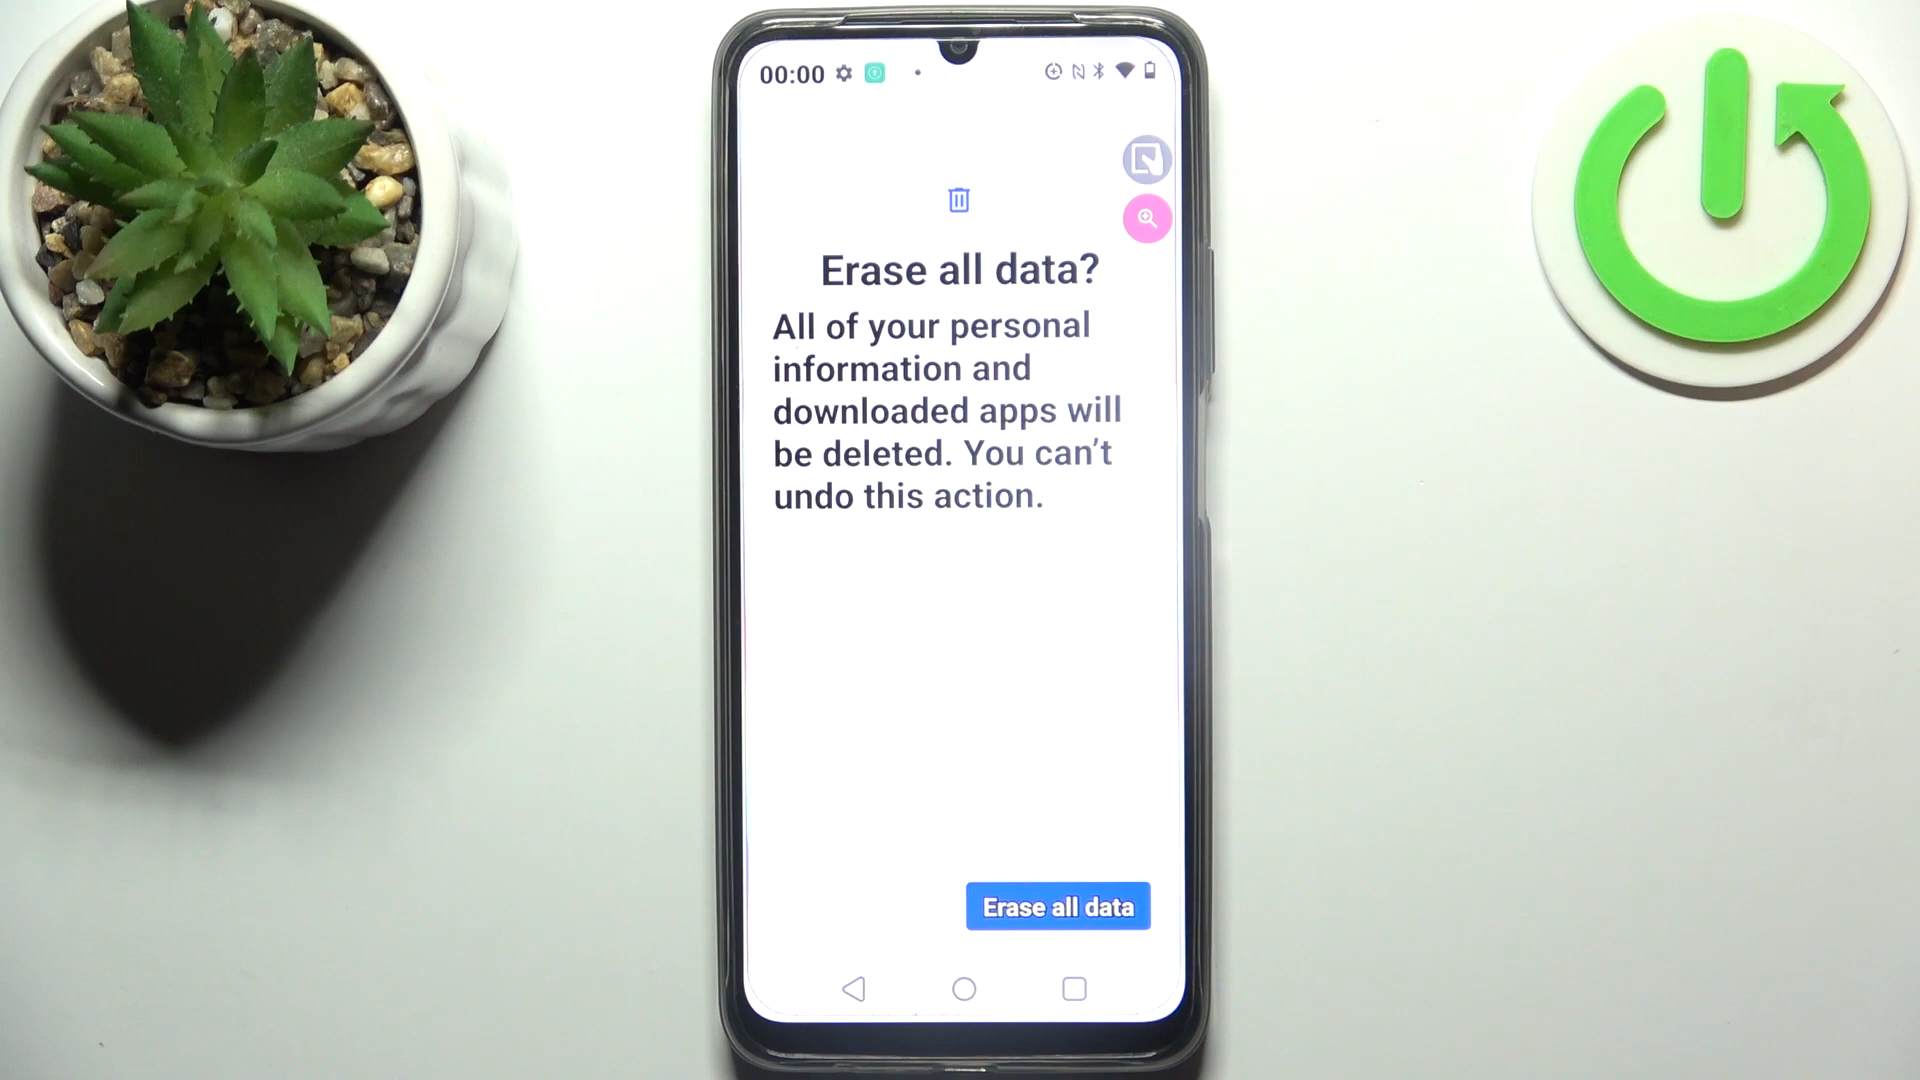 00:00
Erase all data?
All of your personal
information and
downloaded apps will
be deleted. You can’t
undo this action.
Erase all data